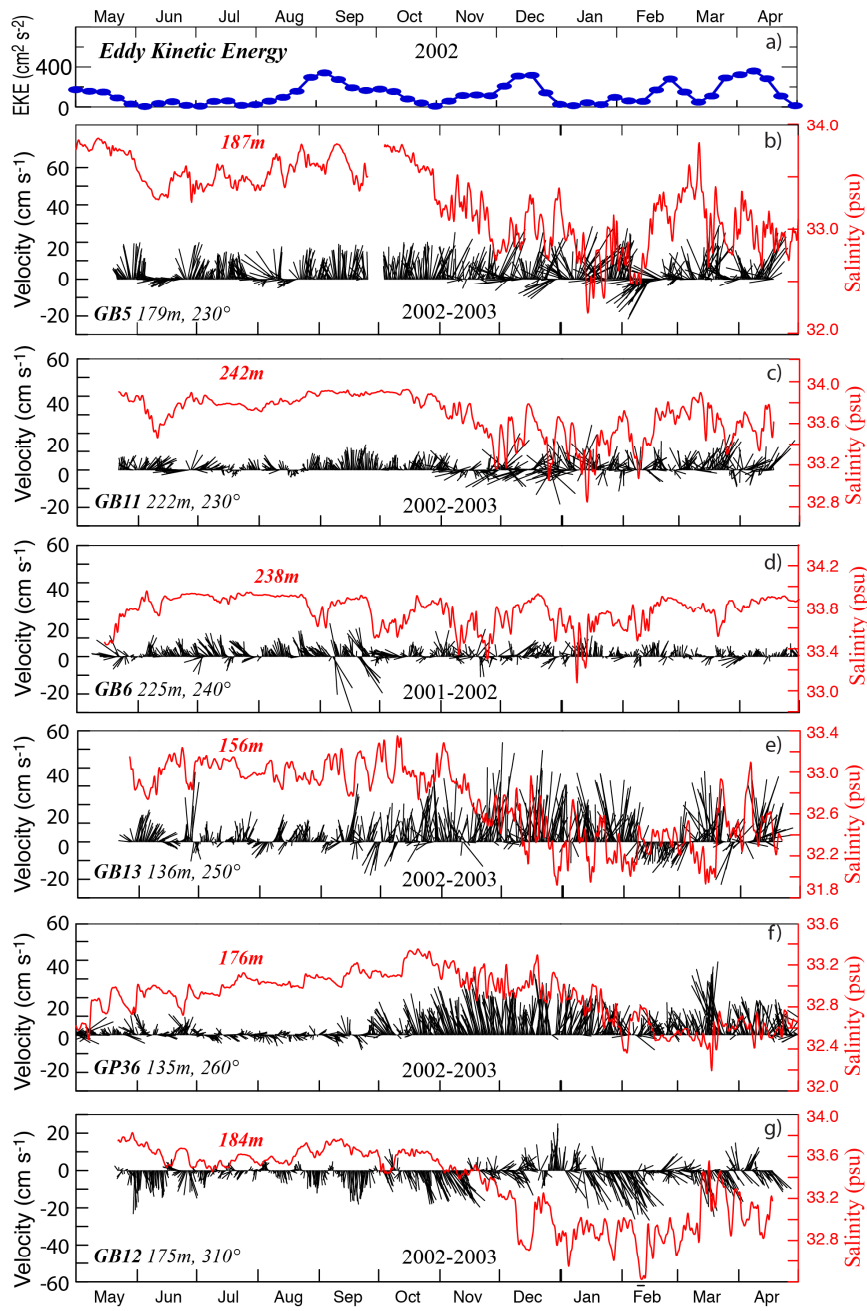 May Jun Jul Aug Sep Oct Nov Dec Jan Feb Mar Apr
Eddy Kinetic Energy 2002 a)
EKE (cm² s⁻²)
400
0
b)
187m
34.0
33.0
32.0
Velocity (cm s⁻¹)
60
40
20
0
-20
Salinity (psu)
GB5 179m, 230° 2002-2003
c)
242m
34.0
33.6
33.2
32.8
Velocity (cm s⁻¹)
60
40
20
0
-20
Salinity (psu)
GB11 222m, 230° 2002-2003
d)
238m
34.2
33.8
33.4
33.0
Velocity (cm s⁻¹)
60
40
20
0
-20
Salinity (psu)
GB6 225m, 240° 2001-2002
e)
156m
33.4
33.0
32.6
32.2
31.8
Velocity (cm s⁻¹)
60
40
20
0
-20
Salinity (psu)
GB13 136m, 250° 2002-2003
f)
176m
33.6
33.2
32.8
32.4
32.0
Velocity (cm s⁻¹)
60
40
20
0
-20
Salinity (psu)
GP36 135m, 260° 2002-2003
g)
184m
34.0
33.6
33.2
32.8
32.4
Velocity (cm s⁻¹)
20
0
-20
-40
-60
Salinity (psu)
GB12 175m, 310° 2002-2003
May Jun Jul Aug Sep Oct Nov Dec Jan Feb Mar Apr